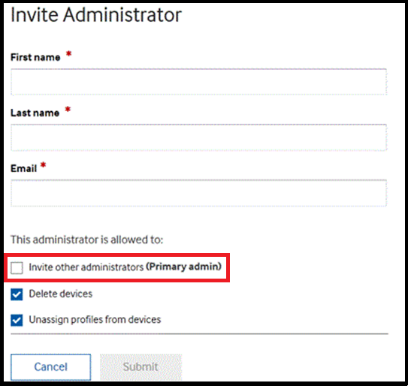 Invite Administrator
First name *
Last name *
Email *
This administrator is allowed to:
Invite other administrators (Primary admin)
Delete devices
Unassign profiles from devices
Cancel Submit